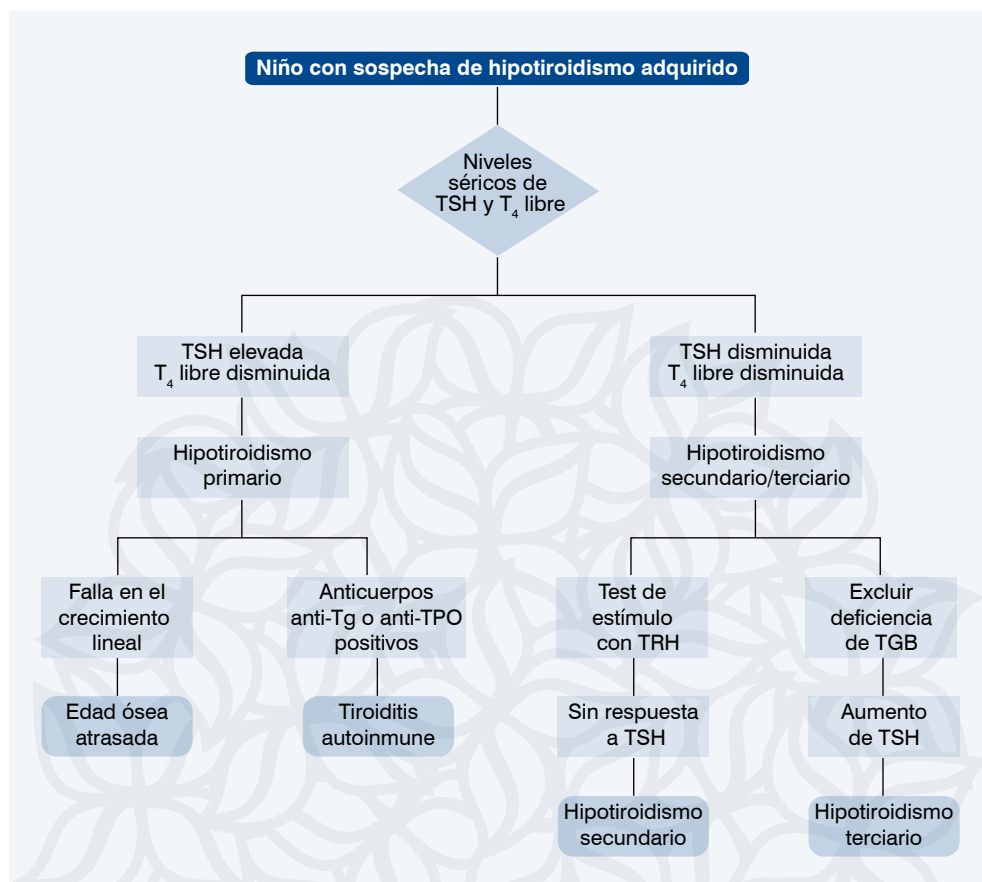 Niño con sospecha de hipotiroidismo adquirido
Niveles
séricos de
TSH y T4 libre
TSH elevada
T4 libre disminuida
TSH disminuida
T4 libre disminuida
Hipotiroidismo
primario
Hipotiroidismo
secundario/terciario
Falla en el
crecimiento
lineal
Anticuerpos
anti-Tg o anti-TPO
positivos
Test de
estímulo
con TRH
Excluir
deficiencia
de TGB
Edad ósea
atrasada
Tiroiditis
autoinmune
Sin respuesta
a TSH
Aumento
de TSH
Hipotiroidismo
secundario
Hipotiroidismo
terciario